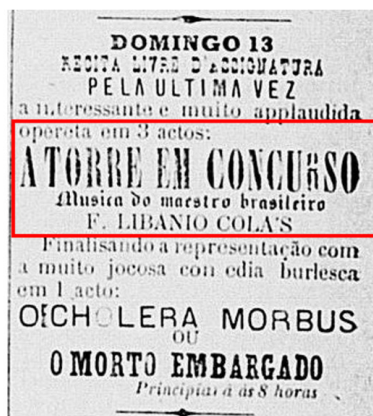 DOMINGO 13
RECITA LIVRE D'ASSIGNATURA
PELA ULTIMA VEZ
a interessante e muito applaudida
opereta em 3 actos:
A TORRE EM CONCURSO
Musica do maestro brasileiro
F. LIBANIO COLA'S
Finalisando a representação com
a muito jocosa comedia burlesca
em 1 acto:
O CHOLERA MORBUS
OU
O MORTO EMBARGADO
Principiará ás 8 horas